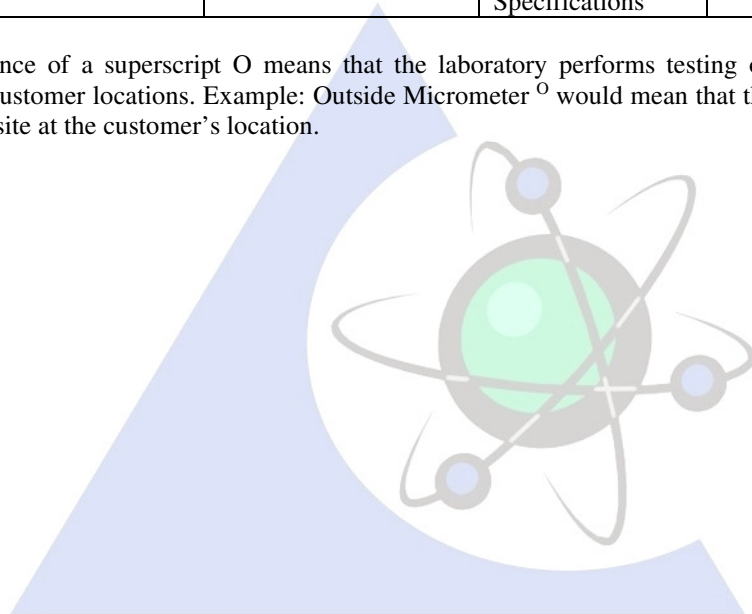 Specifications
nce of a superscript O means that the laboratory performs testing o
ustomer locations. Example: Outside Micrometer O would mean that th
site at the customer’s location.